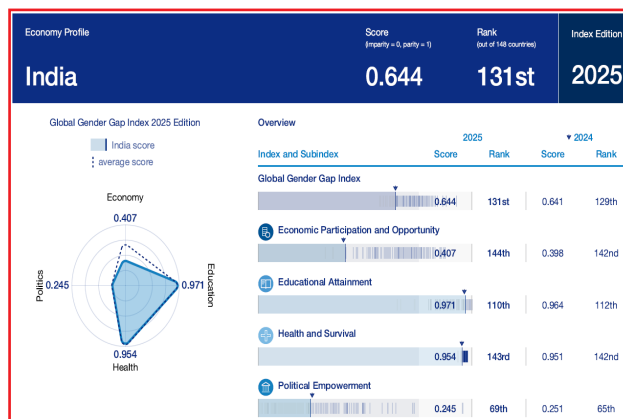 Economy Profile
Score
(imparity = 0, parity = 1)
Rank
(out of 148 countries)
Index Edition
India
0.644
131st
2025
Global Gender Gap Index 2025 Edition
India score
average score
Economy
0.407
Politics
0.245
0.971
Education
0.954
Health
Overview
2025
2024
Index and Subindex
Score
Rank
Score
Rank
Global Gender Gap Index
0.644
131st
0.641
129th
Economic Participation and Opportunity
0.407
144th
0.398
142nd
Educational Attainment
0.971
110th
0.964
112th
Health and Survival
0.954
143rd
0.951
142nd
Political Empowerment
0.245
69th
0.251
65th